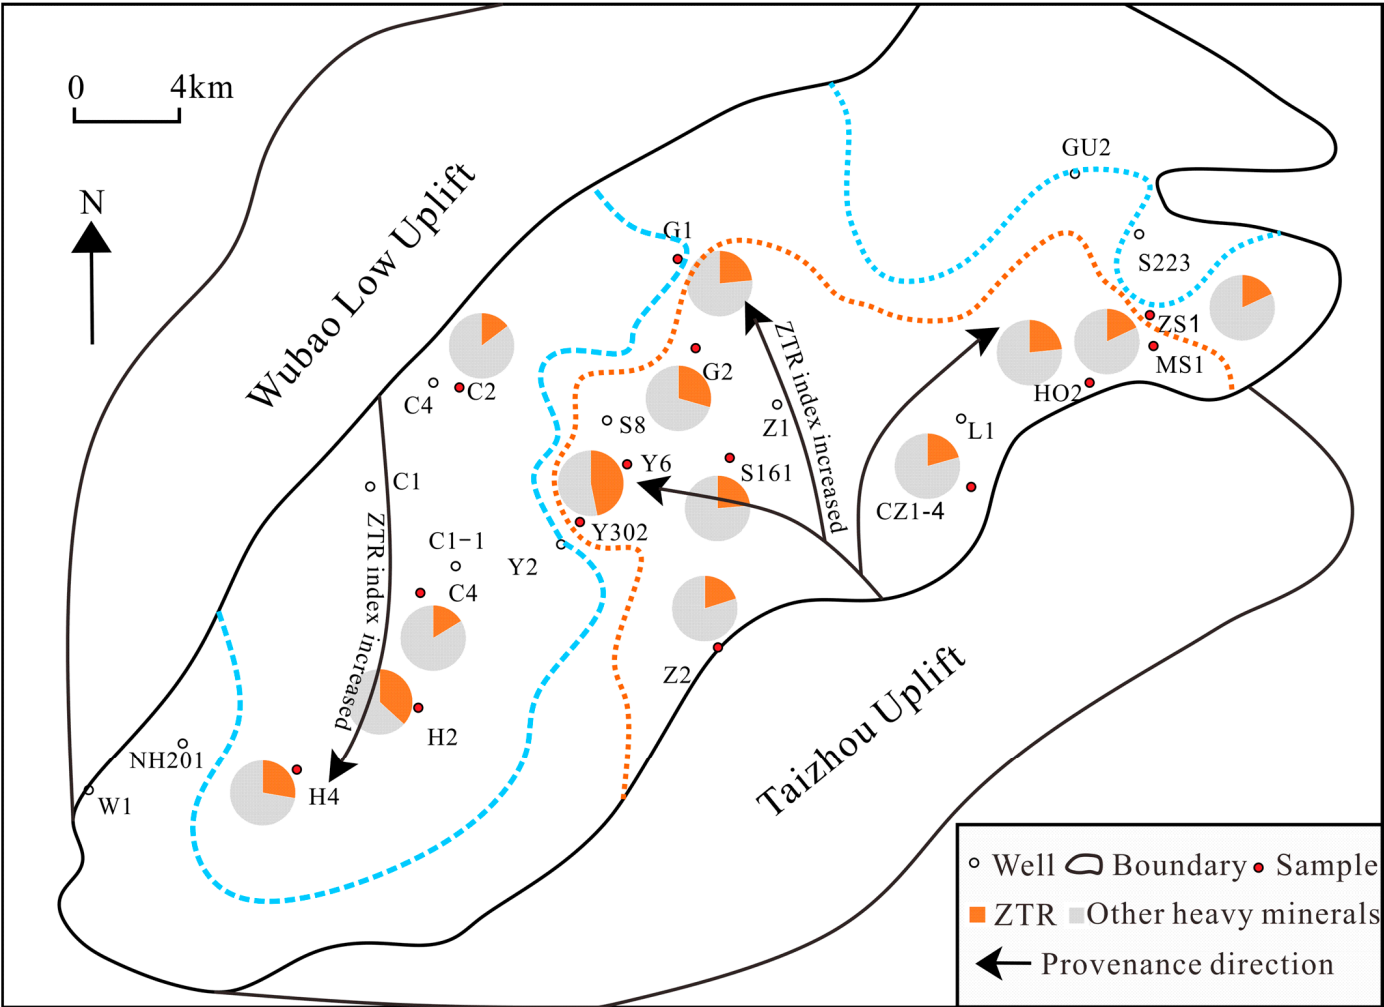 0 4km
N
Wubao Low Uplift
GU2
G1
S223
ZS1
MS1
HO2
C4
C2
G2
Z1
ZTR index increased
L1
S8
Y6
S161
CZ1-4
C1
ZTR index increased
Y302
C1-1
Y2
C4
Z2
H2
NH201
H4
W1
Taizhou Uplift
Well Boundary Sample
ZTR Other heavy minerals
Provenance direction